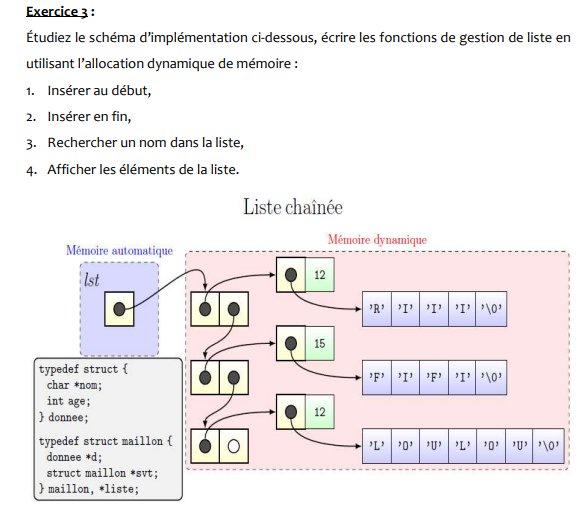 Exercice 3 :
Étudiez le schéma d'implémentation ci-dessous, écrire les fonctions de gestion de liste en
utilisant l'allocation dynamique de mémoire :
1. Insérer au début,
2. Insérer en fin,
3. Rechercher un nom dans la liste,
4. Afficher les éléments de la liste.
Liste chaînée
Mémoire automatique
Mémoire dynamique
lst
12
'R' 'I' 'I' 'I' '\0'
15
'F' 'I' 'F' 'I' '\0'
12
'L' 'O' 'U' 'L' 'O' 'U' '\0'
typedef struct {
char *nom;
int age;
} donnee;
typedef struct maillon {
donnee *d;
struct maillon *svt;
} maillon, *liste;